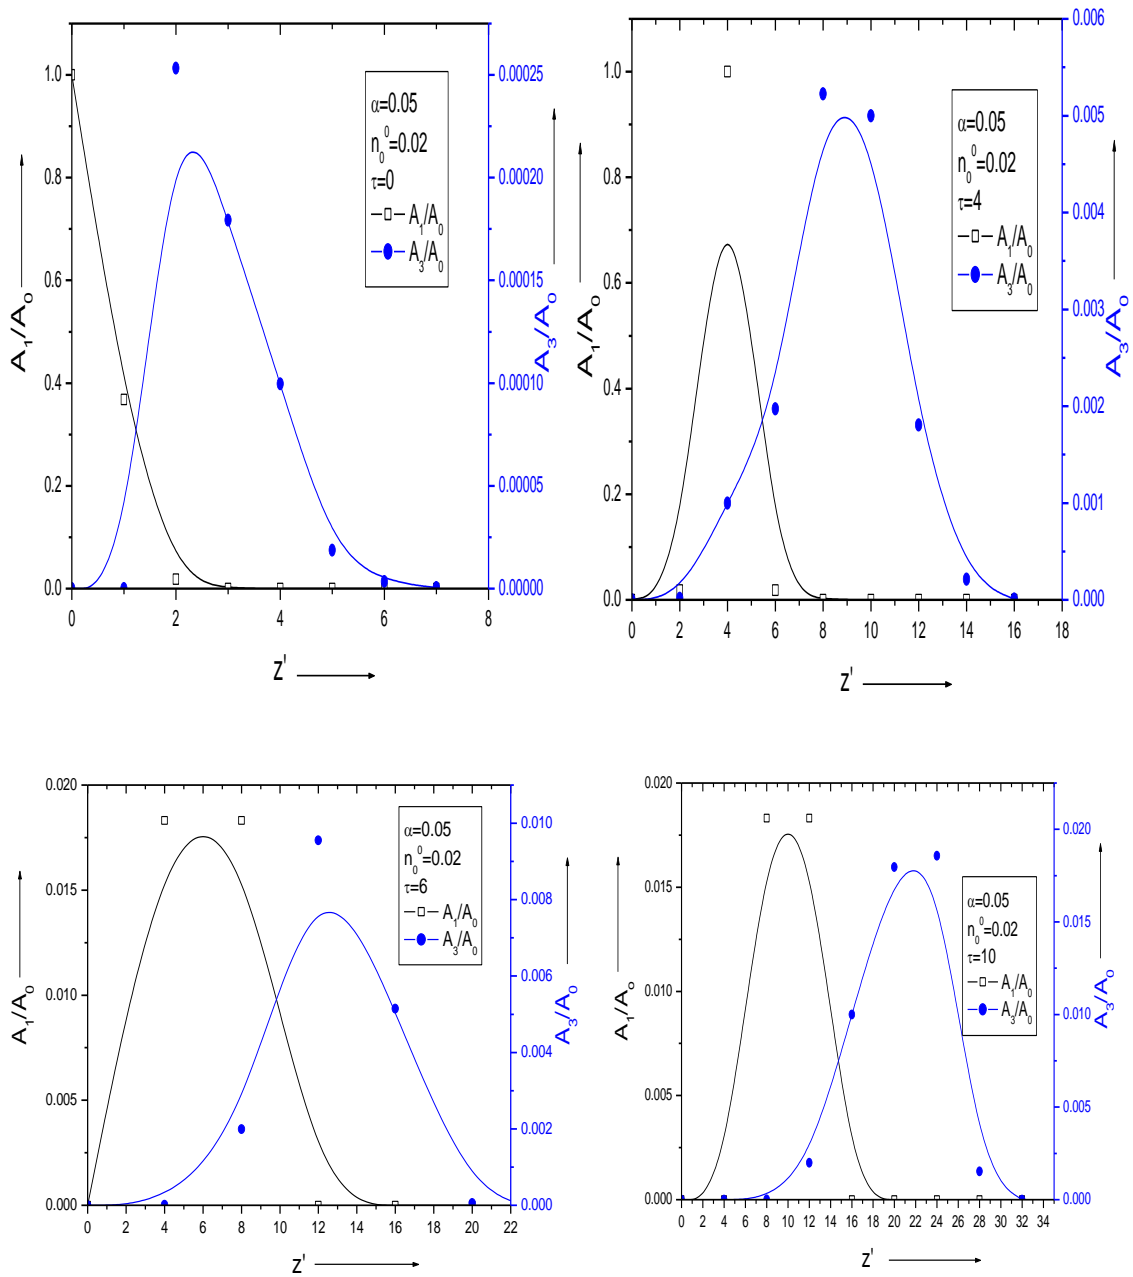 α=0.05
n₀⁰=0.02
τ=0
A₁/A₀
A₃/A₀
1.0
0.8
0.6
0.4
0.2
0.0
A₁/A₀
0.00025
0.00020
0.00015
0.00010
0.00005
0.00000
A₃/A₀
0 2 4 6 8
z'
α=0.05
n₀⁰=0.02
τ=4
A₁/A₀
A₃/A₀
1.0
0.8
0.6
0.4
0.2
0.0
A₁/A₀
0.006
0.005
0.004
0.003
0.002
0.001
0.000
A₃/A₀
0 2 4 6 8 10 12 14 16 18
z'
α=0.05
n₀⁰=0.02
τ=6
A₁/A₀
A₃/A₀
0.020
0.015
0.010
0.005
0.000
A₁/A₀
0.010
0.008
0.006
0.004
0.002
0.000
A₃/A₀
0 2 4 6 8 10 12 14 16 18 20 22
z'
α=0.05
n₀⁰=0.02
τ=10
A₁/A₀
A₃/A₀
0.020
0.015
0.010
0.005
0.000
A₁/A₀
0.020
0.015
0.010
0.005
0.000
A₃/A₀
0 2 4 6 8 10 12 14 16 18 20 22 24 26 28 30 32 34
z'